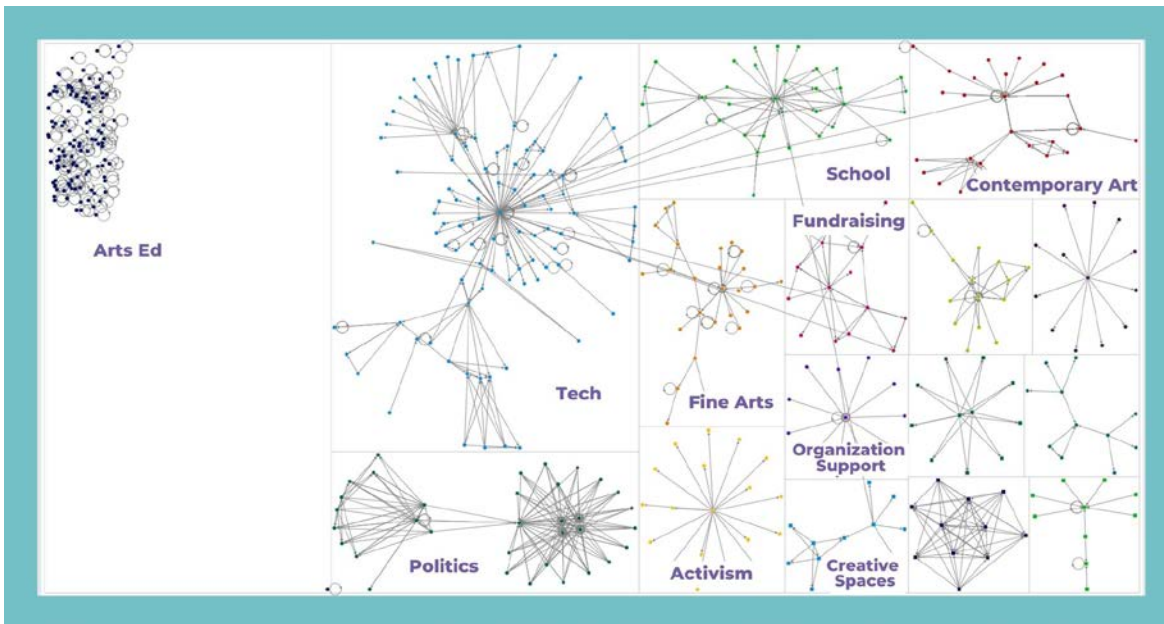 Arts Ed
Tech
School
Contemporary Art
Fundraising
Fine Arts
Organization
Support
Politics
Activism
Creative
Spaces